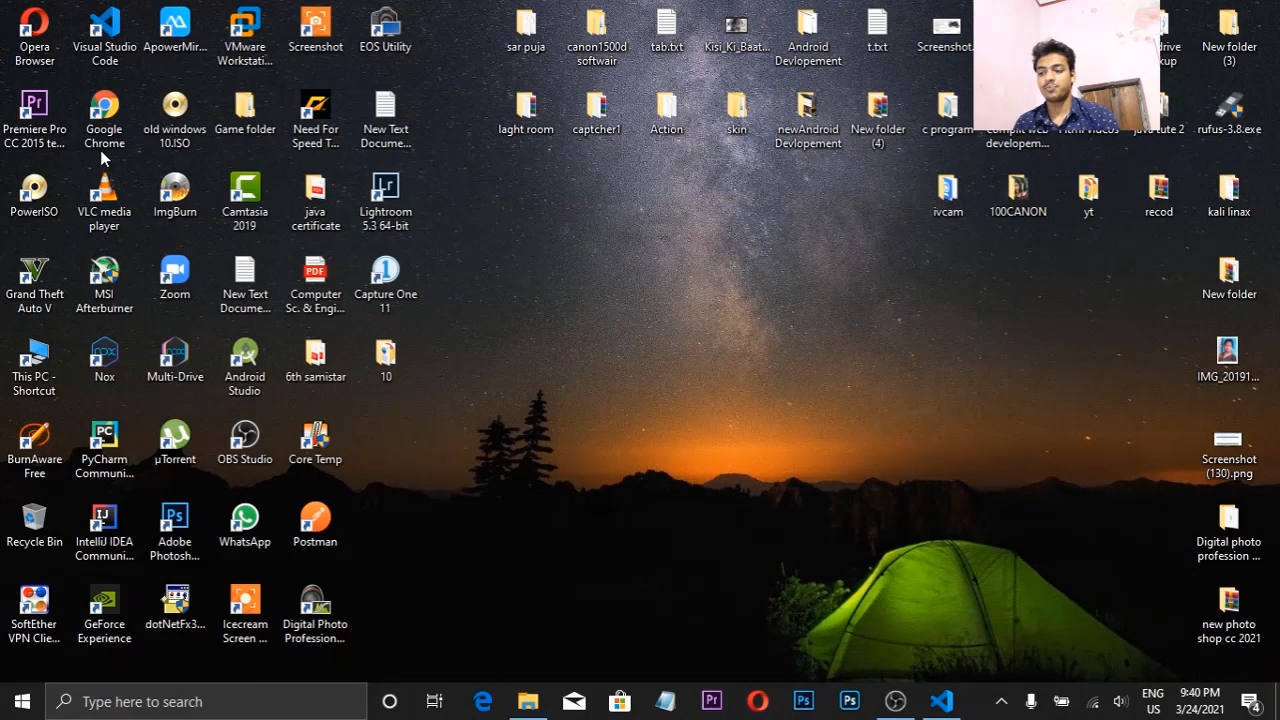 Opera
Browser
Visual Studio
Code
ApowerMir...
VMware
Workstati...
Screenshot
EOS Utility
sar puja
canon1500d
softwair
tab.txt
Kisi_Ki_Baat...
Android
Devlopement
t.txt
Screenshot.
drive
kup
New folder
(3)
Premiere Pro
CC 2015 te...
Google
Chrome
old windows
10.ISO
Game folder
Need For
Speed T...
New Text
Docume...
laght room
captcher1
Action
skin
newAndroid
Devlopement
New folder
(4)
c program
developem...
java tute 2
rufus-3.8.exe
PowerISO
VLC media
player
ImgBurn
Camtasia
2019
java
certificate
Lightroom
5.3 64-bit
ivcam
100CANON
yt
recod
kali linax
Grand Theft
Auto V
MSI
Afterburner
Zoom
New Text
Docume...
Computer
Sc. & Engi...
Capture One
11
New folder
This PC -
Shortcut
Nox
Multi-Drive
Android
Studio
6th samistar
10
IMG_20191...
BurnAware
Free
PyCharm
Communi...
µTorrent
OBS Studio
Core Temp
Screenshot
(130).png
Recycle Bin
IntelliJ IDEA
Communi...
Adobe
Photosh...
WhatsApp
Postman
Digital photo
profession ...
SoftEther
VPN Clie...
GeForce
Experience
dotNetFx3...
Icecream
Screen ...
Digital Photo
Profession...
new photo
shop cc 2021
Type here to search
ENG
US
3:40 PM
3/24/2021
4